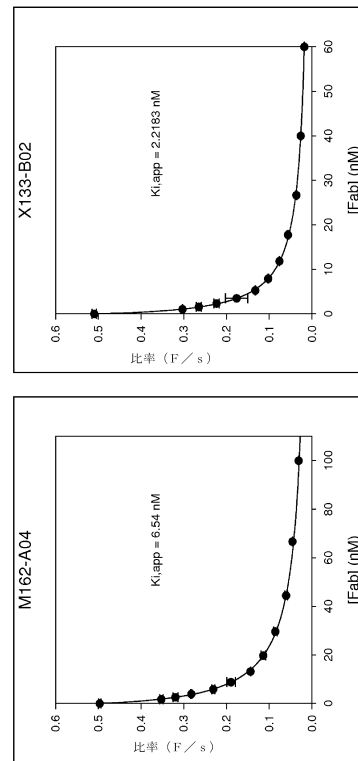 M162-A04
比率 (F／s)
0.6
0.5
0.4
0.3
0.2
0.1
0.0
Ki,app = 6.54 nM
0 20 40 60 80 100
[Fab] (nM)
X133-B02
比率 (F／s)
0.6
0.5
0.4
0.3
0.2
0.1
0.0
Ki,app = 2.2183 nM
0 10 20 30 40 50 60
[Fab] (nM)